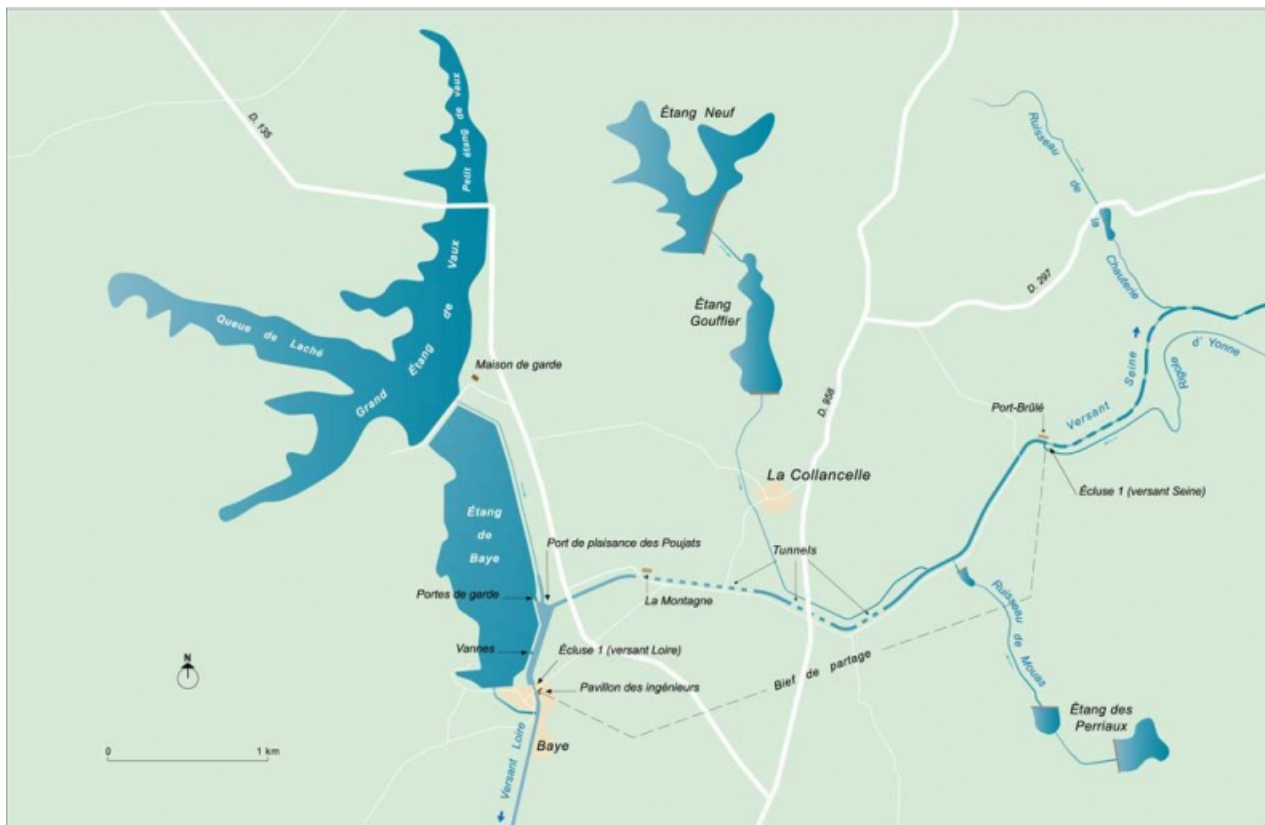 Étang Neuf
D. 135
Petit étang de vaux
Ruisseau de la Chauterie
Grand Étang de Vaux
Queue de Laché
Étang
Gouffier
D. 297
Maison de garde
D. 958
Versant Seine
Rigole d' Yonne
Port-Brûlé
La Collancelle
Écluse 1 (versant Seine)
Étang
de
Baye
Port de plaisance des Poujats
Tunnels
Portes de garde
La Montagne
Ruisseau de Mouas
Vannes
Écluse 1 (versant Loire)
Bief de partage
N
Pavillon des ingénieurs
Étang des
Perriaux
Baye
0 1 km
Versant Loire